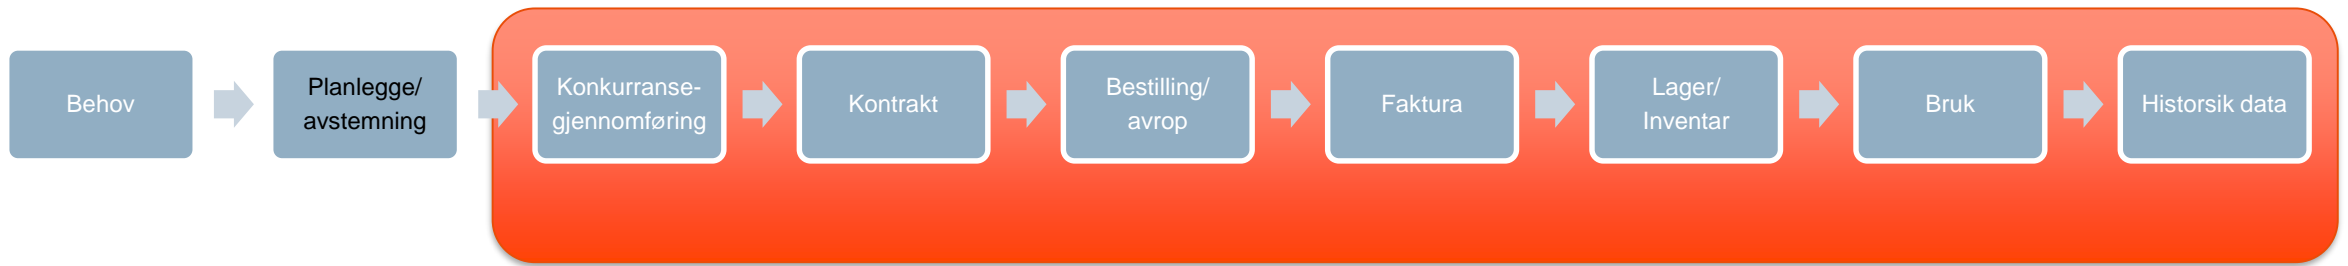 Behov
Planlegge/
avstemning
Konkurranse-
gjennomføring
Kontrakt
Bestilling/
avrop
Faktura
Lager/
Inventar
Bruk
Historsik data